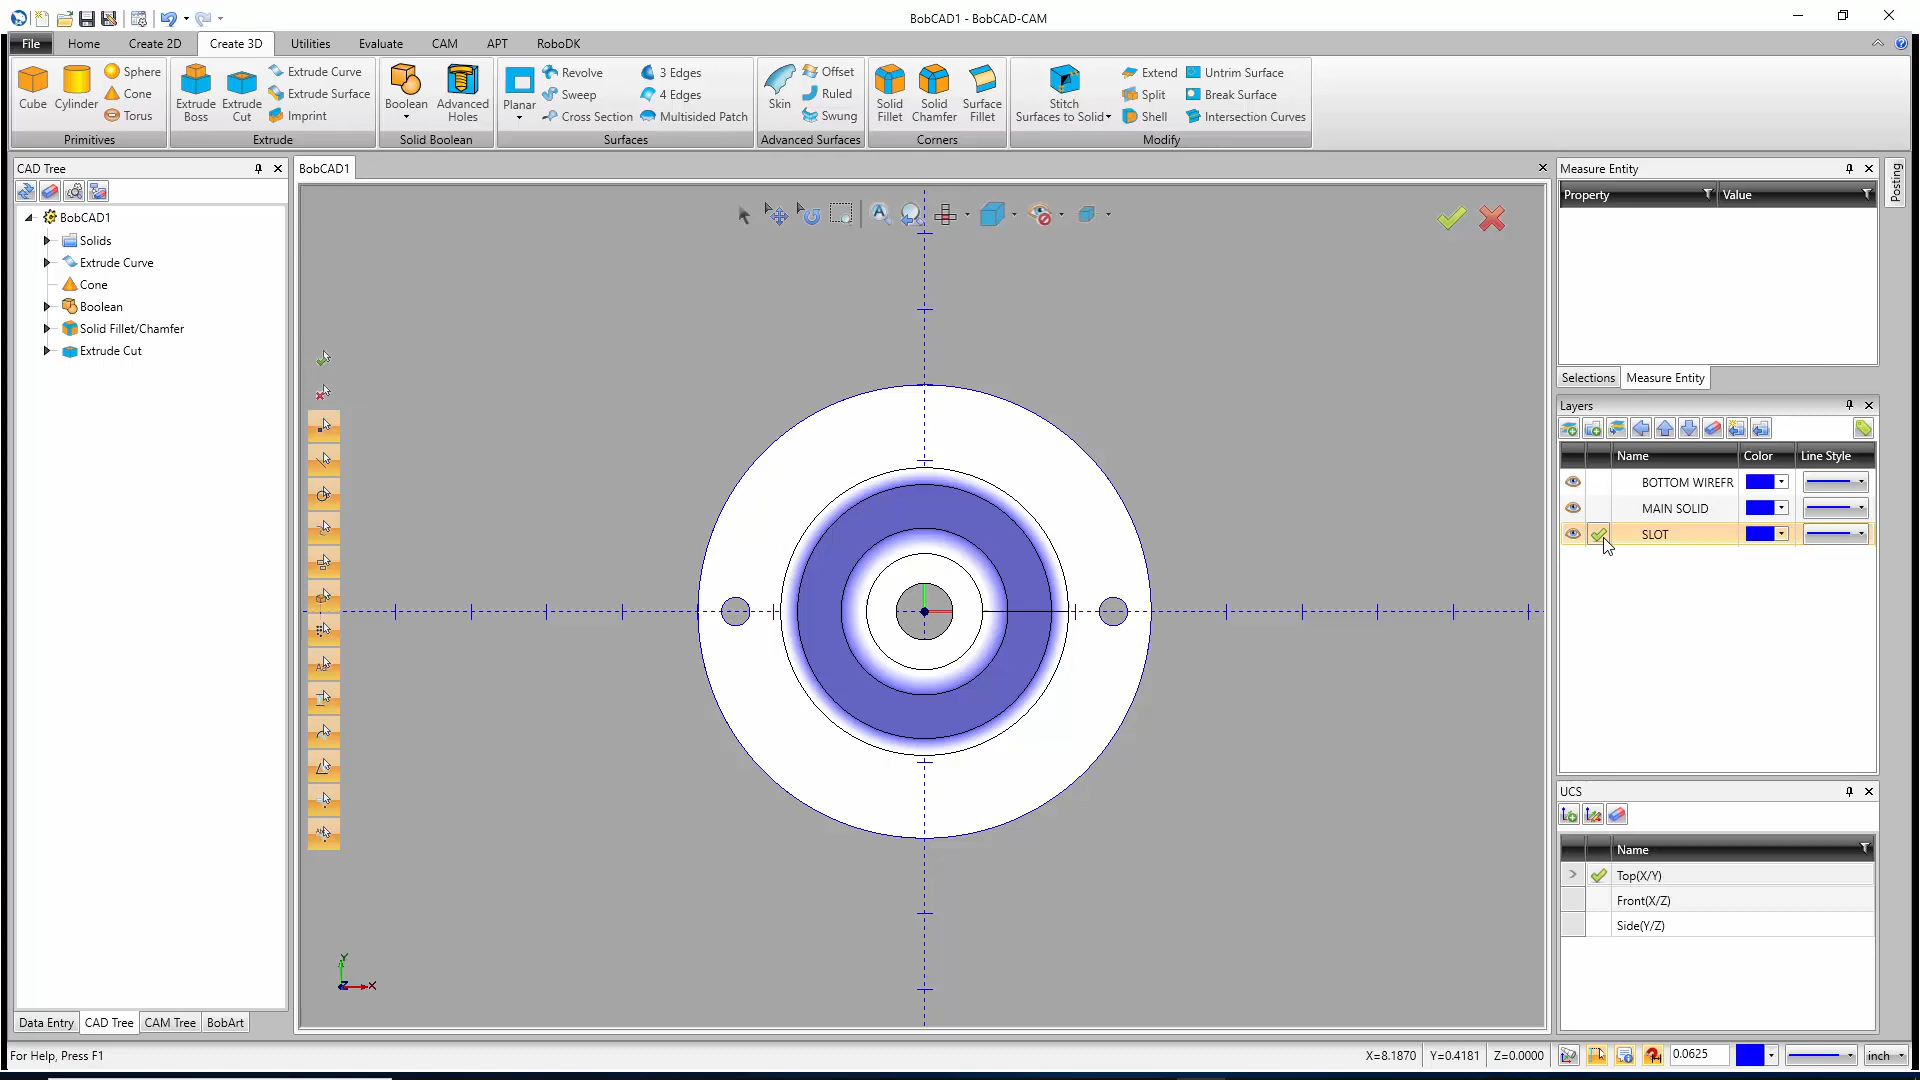 BobCAD1 - BobCAD-CAM
File Home Create 2D Create 3D Utilities Evaluate CAM APT RoboDK
Cube Cylinder Sphere Cone Torus
Primitives
Extrude Boss Extrude Cut Extrude Curve Extrude Surface Imprint
Extrude
Boolean Advanced Holes
Solid Boolean
Planar Revolve Sweep Cross Section 3 Edges 4 Edges Multisided Patch
Surfaces
Skin Offset Ruled Swung
Advanced Surfaces
Solid Fillet Solid Chamfer Surface Fillet
Corners
Stitch Surfaces to Solid Extend Split Shell Untrim Surface Break Surface Intersection Curves
Modify
CAD Tree
BobCAD1
Solids
Extrude Curve
Cone
Boolean
Solid Fillet/Chamfer
Extrude Cut
Data Entry CAD Tree CAM Tree BobArt
BobCAD1
Y
Z X
Measure Entity
Property Value
Selections Measure Entity
Posting
Layers
Name Color Line Style
BOTTOM WIREFR
MAIN SOLID
SLOT
UCS
Name
> Top(X/Y)
Front(X/Z)
Side(Y/Z)
For Help, Press F1
X=8.1870 Y=0.4181 Z=0.0000 0.0625 inch